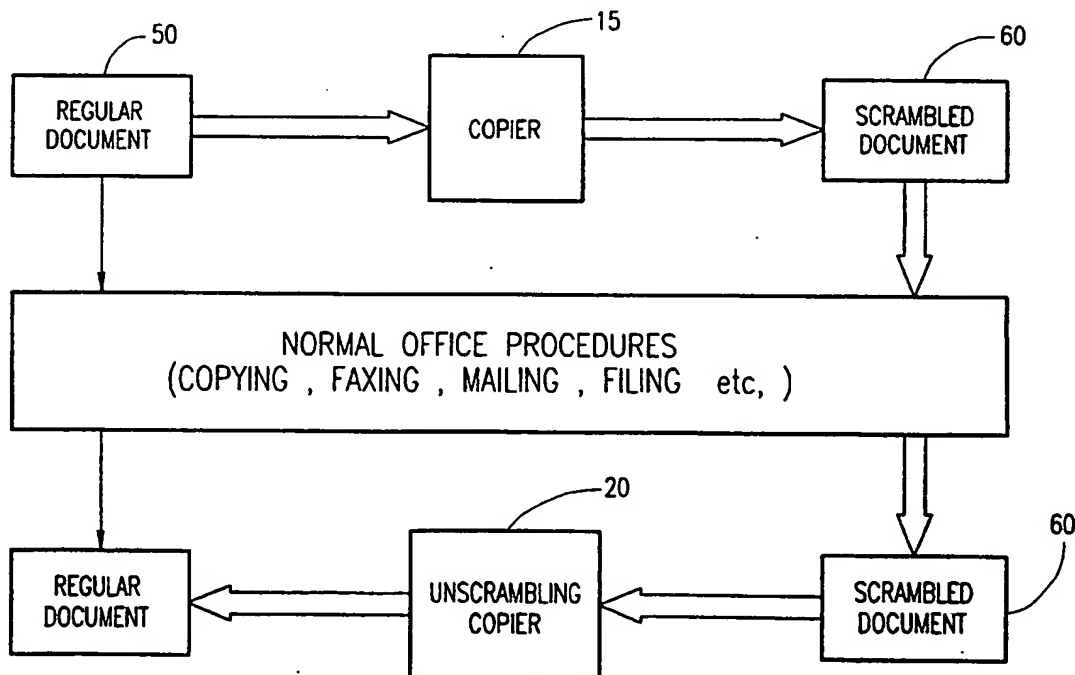 50
15
60
REGULAR
DOCUMENT
COPIER
SCRAMBLED
DOCUMENT
NORMAL OFFICE PROCEDURES
(COPYING , FAXING , MAILING , FILING etc, )
20
60
REGULAR
DOCUMENT
UNSCRAMBLING
COPIER
SCRAMBLED
DOCUMENT